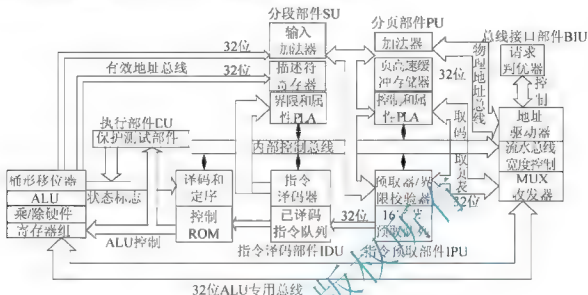 分段部件SU
分页部件PU
总线接口部件BIU
输入
加法器
描述符
寄存器
界限和属
性PLA
加法器
页高速缓
冲存储器
控制和属
性PLA
请求
判优器
控制
地址
驱动器
流水总线
宽度控制
MUX
收发器
32位
有效地址总线
32位
32位
物理地址总线
执行部件EU
保护测试部件
内部控制总线
取码
取页表
桶形移位器
ALU
乘/除硬件
寄存器组
状态标志
ALU控制
译码和
定序
控制
ROM
指令
译码器
已译码
指令队列
预取器/界
限校验器
预取队列
32位
32位
指令译码部件IDU
指令预取部件IPU
32位ALU专用总线